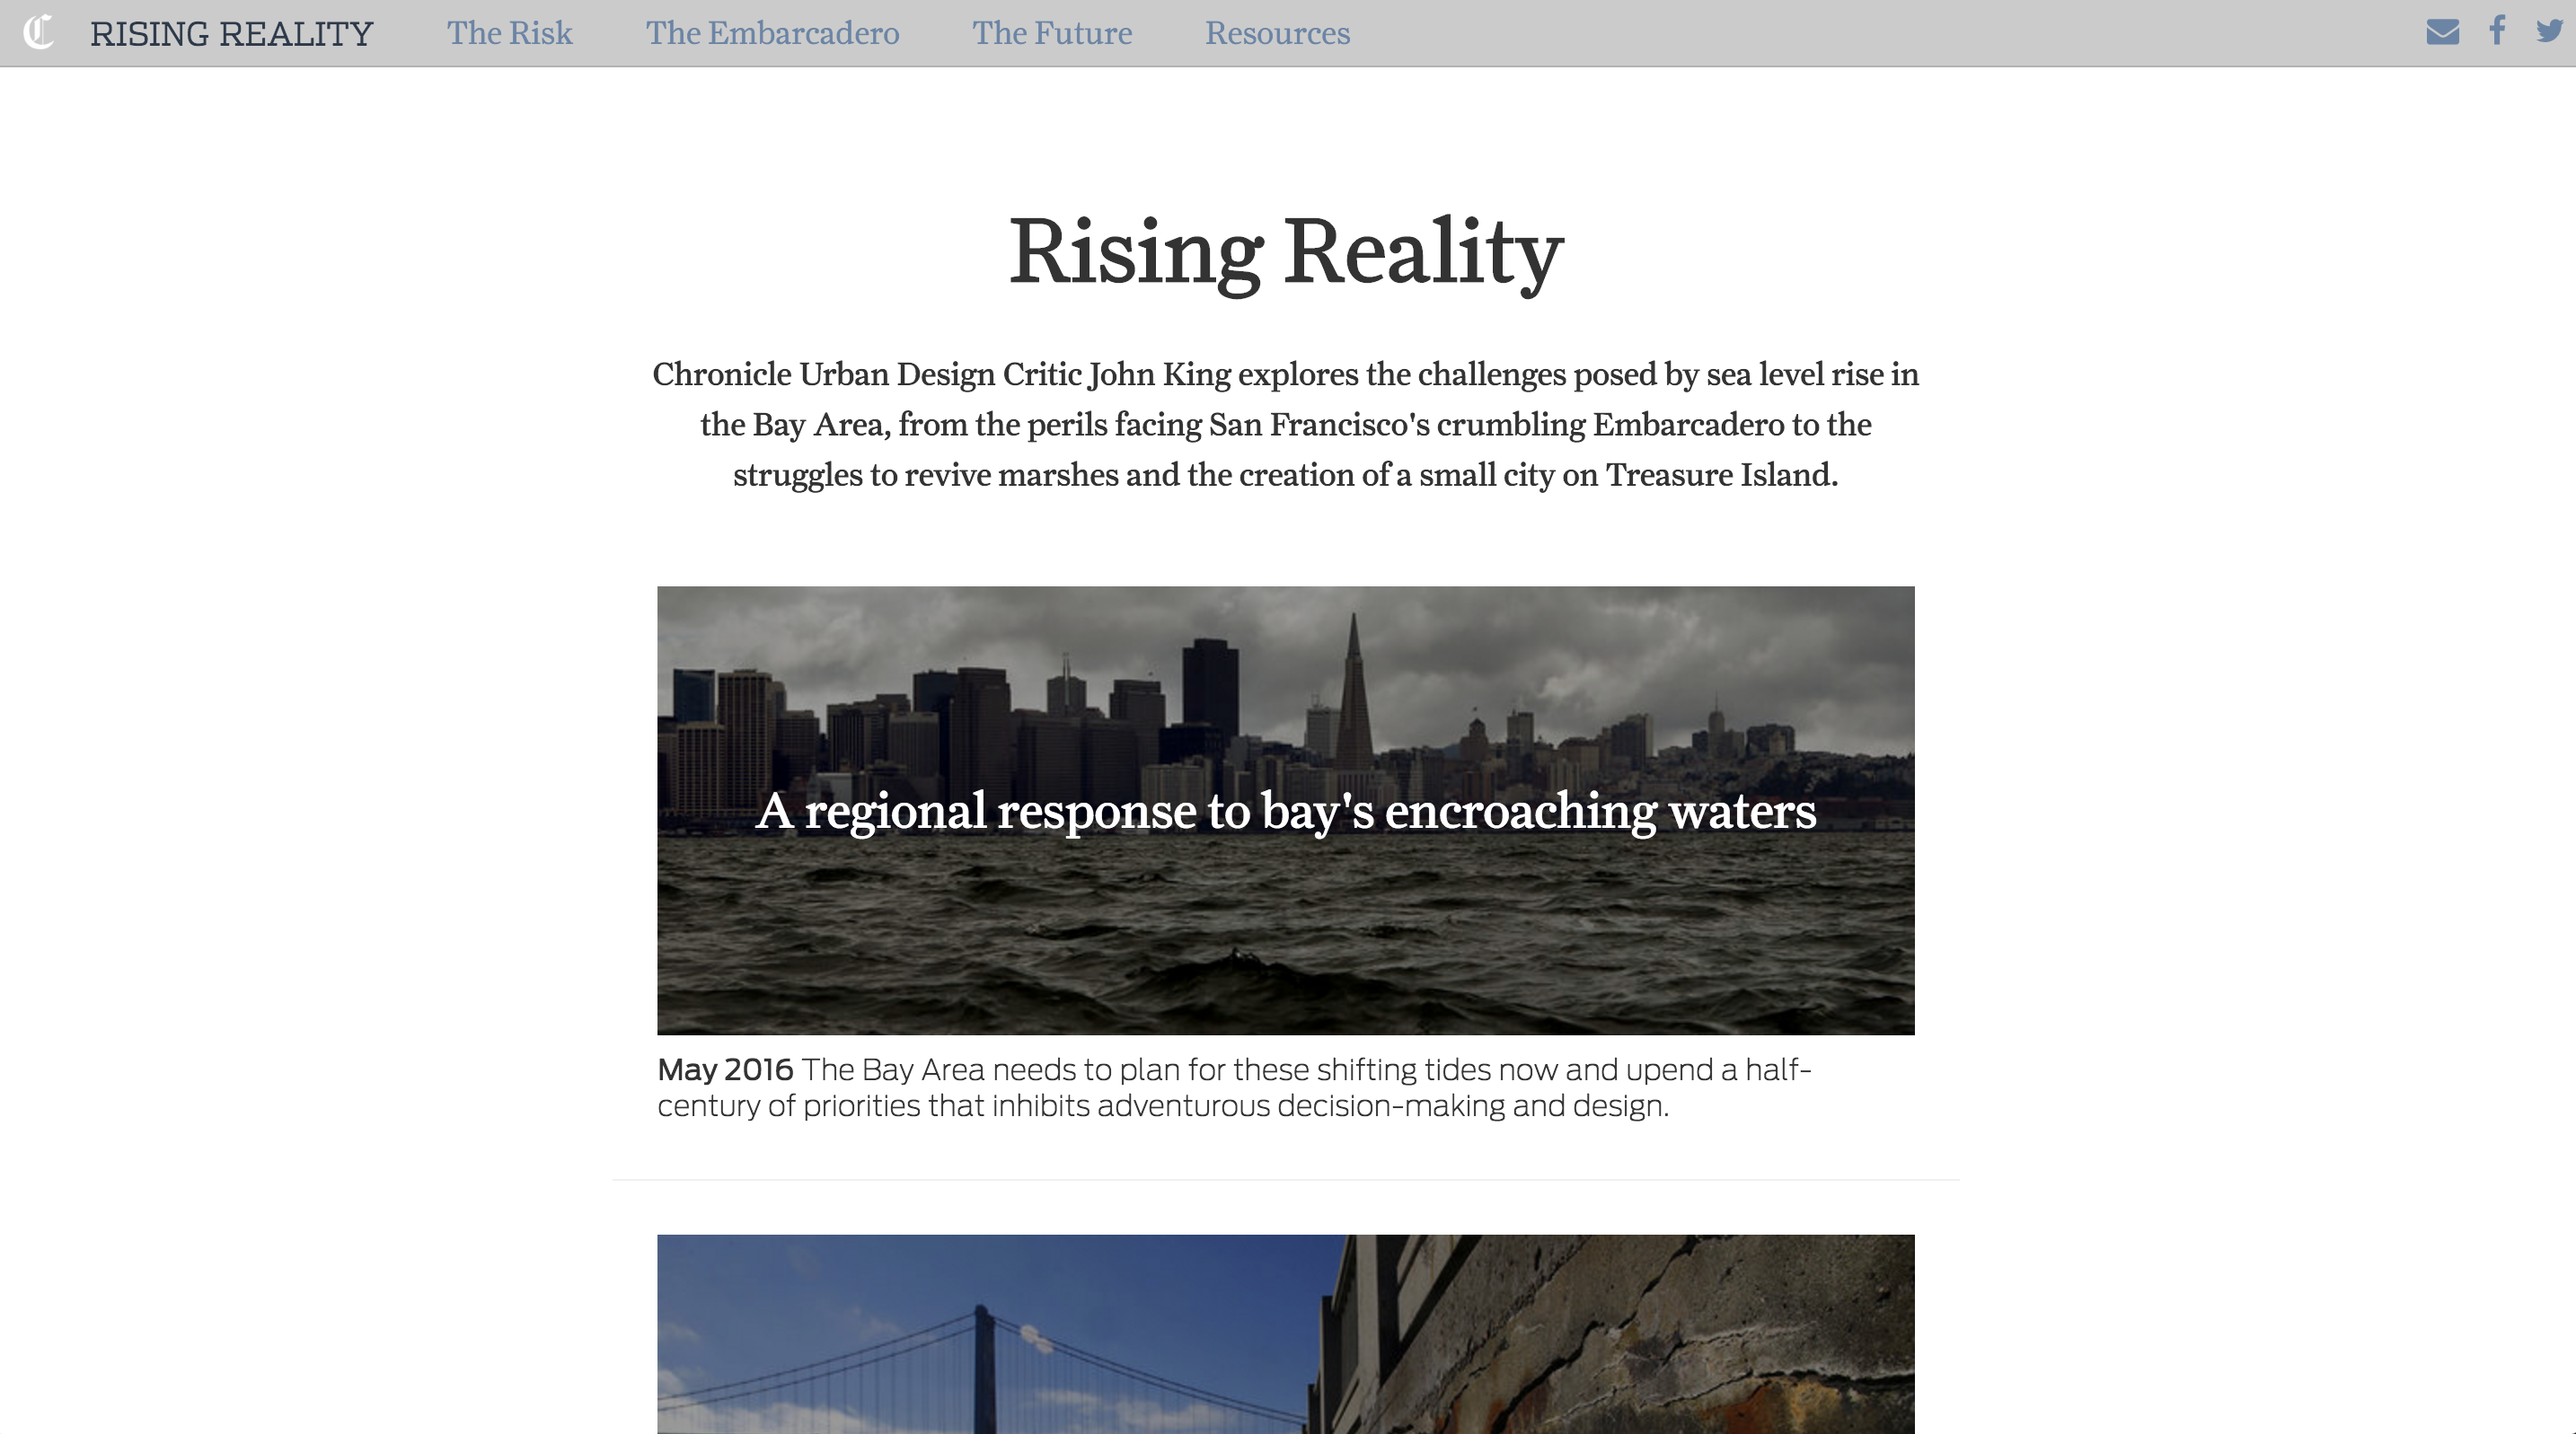 C RISING REALITY The Risk The Embarcadero The Future Resources
Rising Reality
Chronicle Urban Design Critic John King explores the challenges posed by sea level rise in
the Bay Area, from the perils facing San Francisco's crumbling Embarcadero to the
struggles to revive marshes and the creation of a small city on Treasure Island.
A regional response to bay's encroaching waters
May 2016 The Bay Area needs to plan for these shifting tides now and upend a half-
century of priorities that inhibits adventurous decision-making and design.